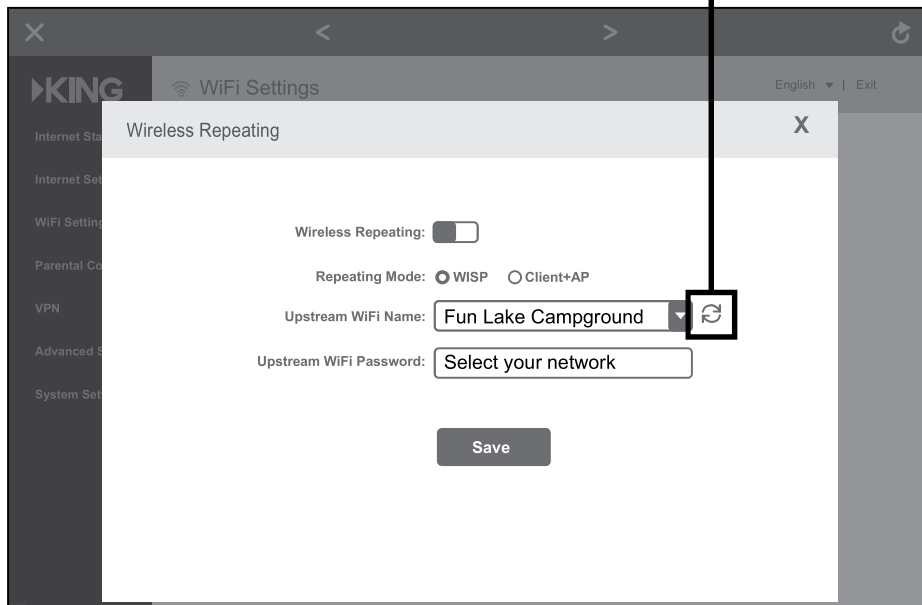 KING
WiFi Settings
English | Exit
Wireless Repeating
X
Internet Sta
Internet Set
WiFi Setting
Parental Co
VPN
Advanced S
System Set
Wireless Repeating:
Repeating Mode: WISP Client+AP
Upstream WiFi Name: Fun Lake Campground
Upstream WiFi Password: Select your network
Save